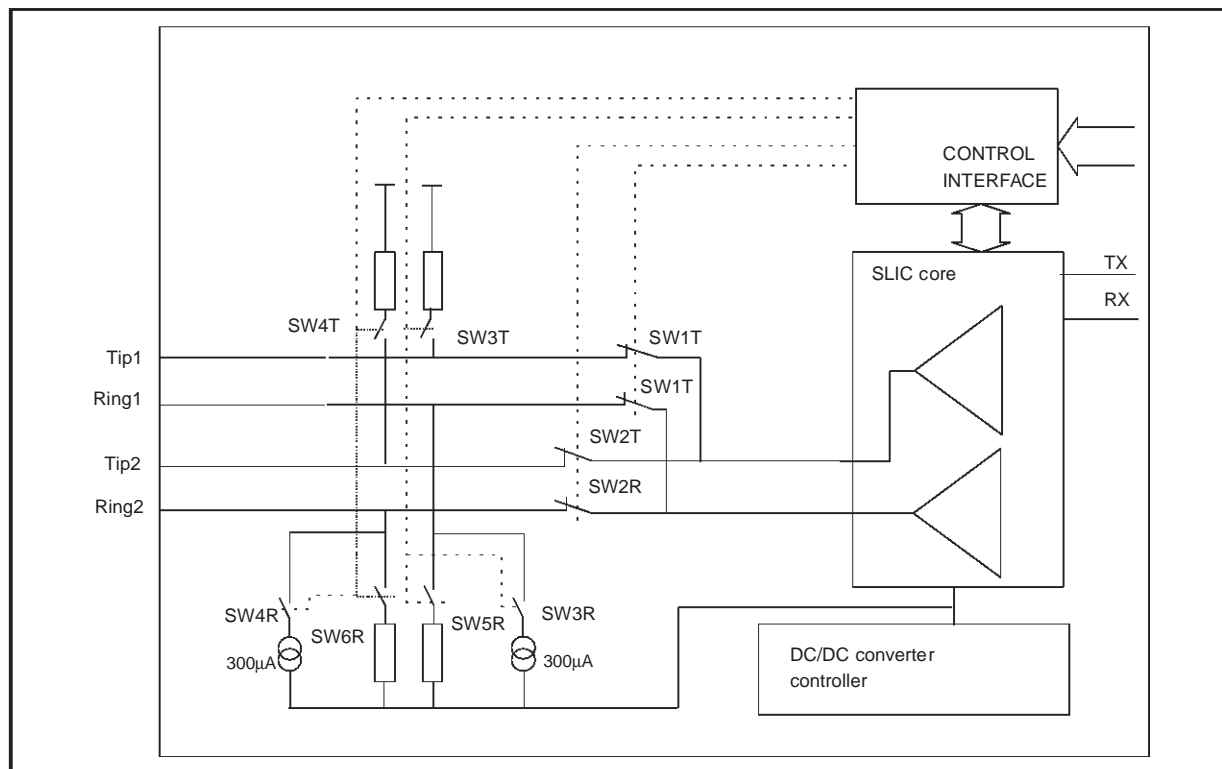 CONTROL
INTERFACE
SLIC core
TX
RX
SW4T
SW3T
SW1T
Tip1
SW1T
Ring1
SW2T
Tip2
SW2R
Ring2
SW4R
SW6R
SW5R
SW3R
300µA
300µA
DC/DC converter
controller